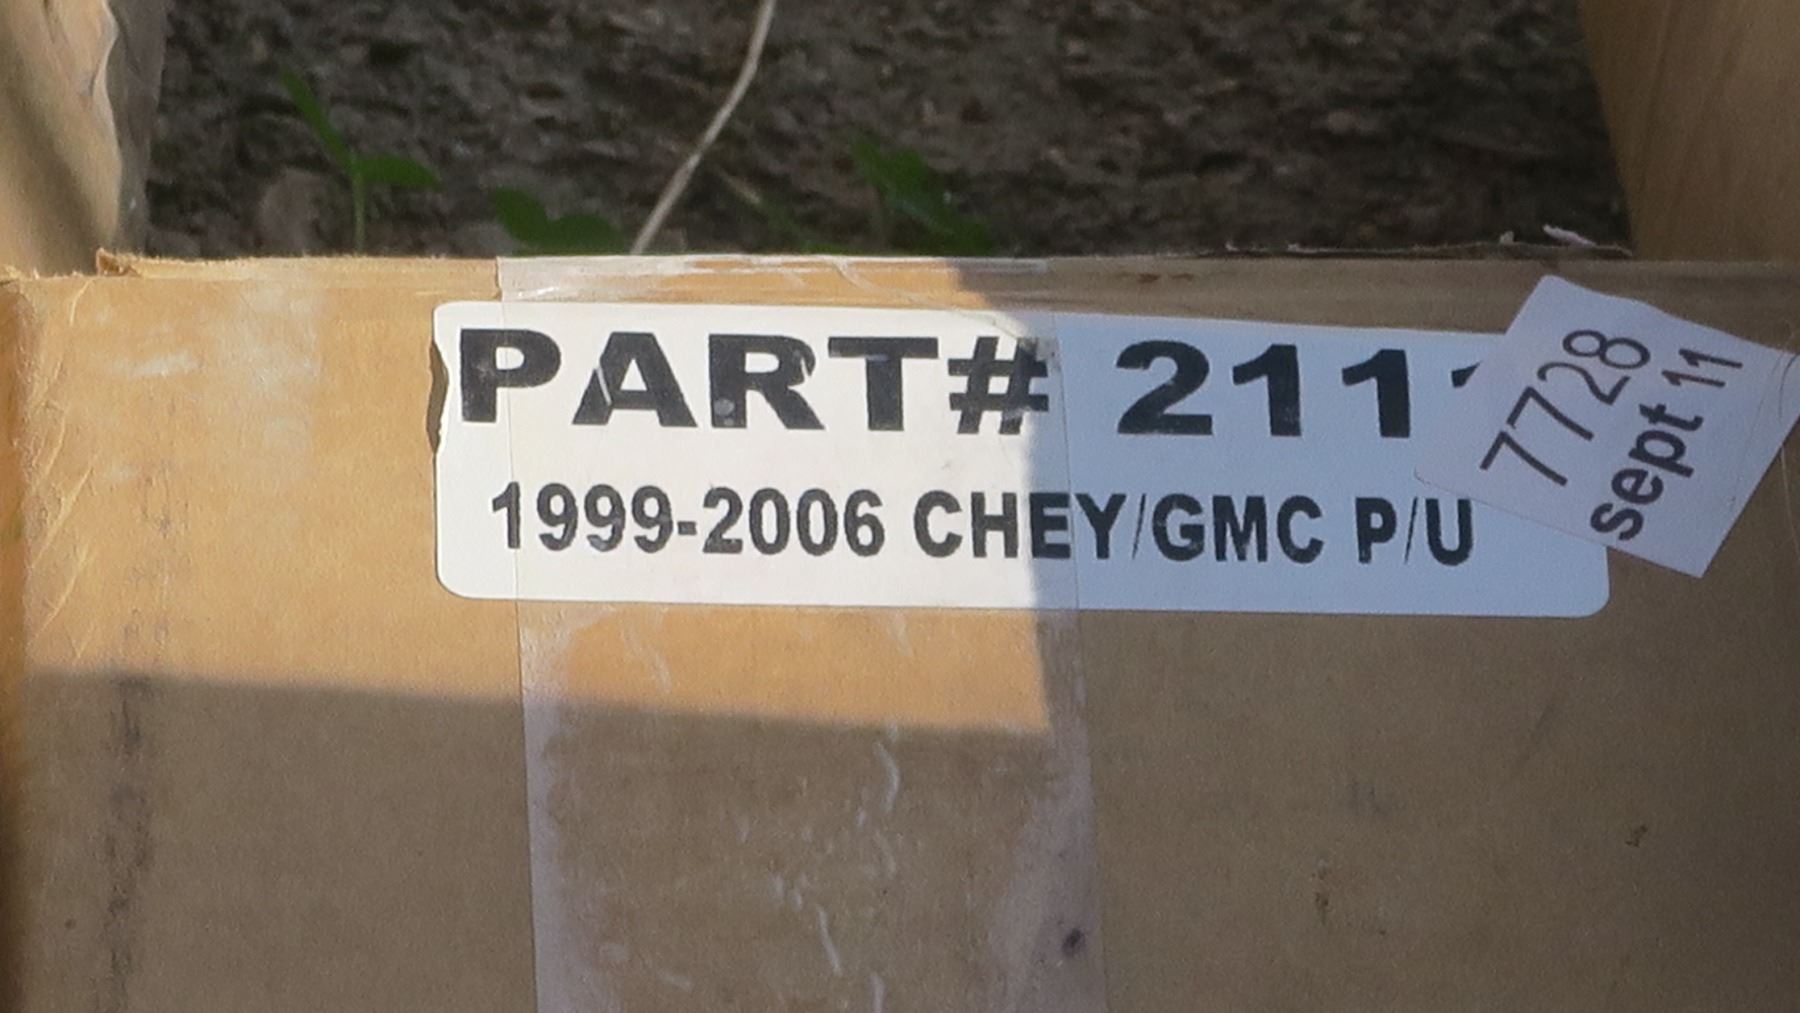 PART# 211
1999-2006 CHEY/GMC P/U
7728
sept 11